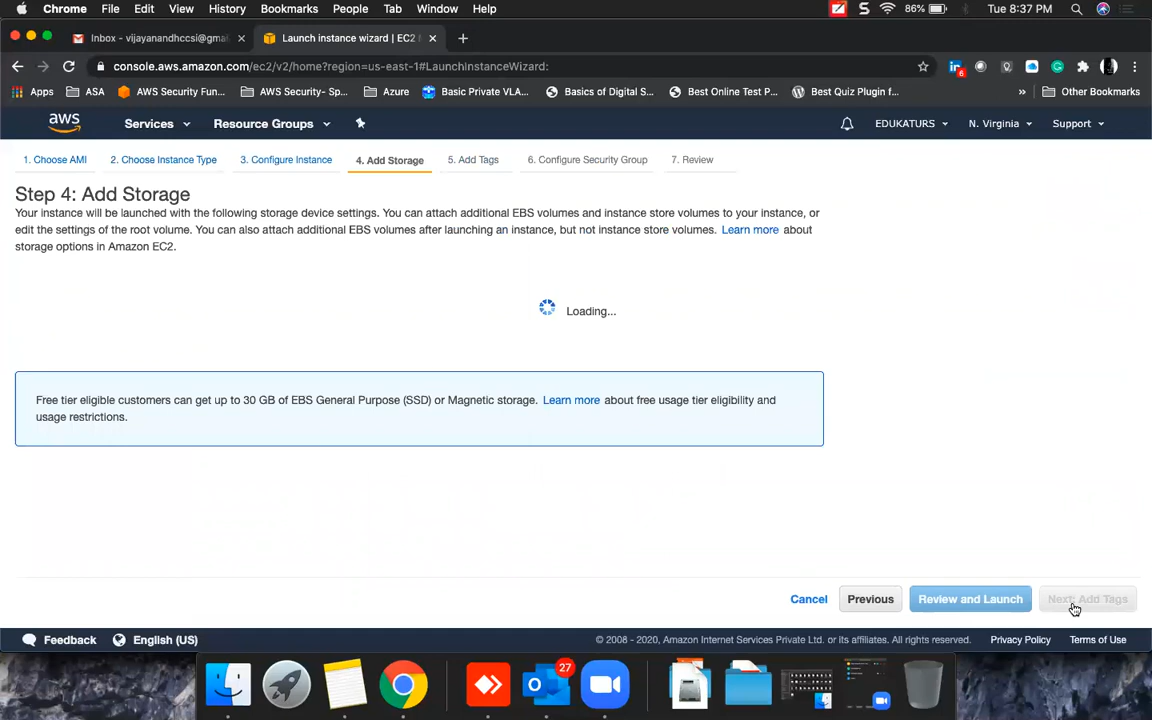 Chrome File Edit View History Bookmarks People Tab Window Help 86% Tue 8:37 PM
Inbox - vijayanandhccsi@gma
Launch instance wizard | EC2
console.aws.amazon.com/ec2/v2/home?region=us-east-1#LaunchInstanceWizard:
6
Apps ASA AWS Security Fun... AWS Security- Sp... Azure Basic Private VLA... Basics of Digital S... Best Online Test P... Best Quiz Plugin f... » Other Bookmarks
aws Services Resource Groups EDUKATURS N. Virginia Support
1. Choose AMI 2. Choose Instance Type 3. Configure Instance 4. Add Storage 5. Add Tags 6. Configure Security Group 7. Review
Step 4: Add Storage
Your instance will be launched with the following storage device settings. You can attach additional EBS volumes and instance store volumes to your instance, or
edit the settings of the root volume. You can also attach additional EBS volumes after launching an instance, but not instance store volumes. Learn more about
storage options in Amazon EC2.
Loading...
Free tier eligible customers can get up to 30 GB of EBS General Purpose (SSD) or Magnetic storage. Learn more about free usage tier eligibility and
usage restrictions.
Cancel Previous Review and Launch Next: Add Tags
Feedback English (US) © 2008 - 2020, Amazon Internet Services Private Ltd. or its affiliates. All rights reserved. Privacy Policy Terms of Use
27